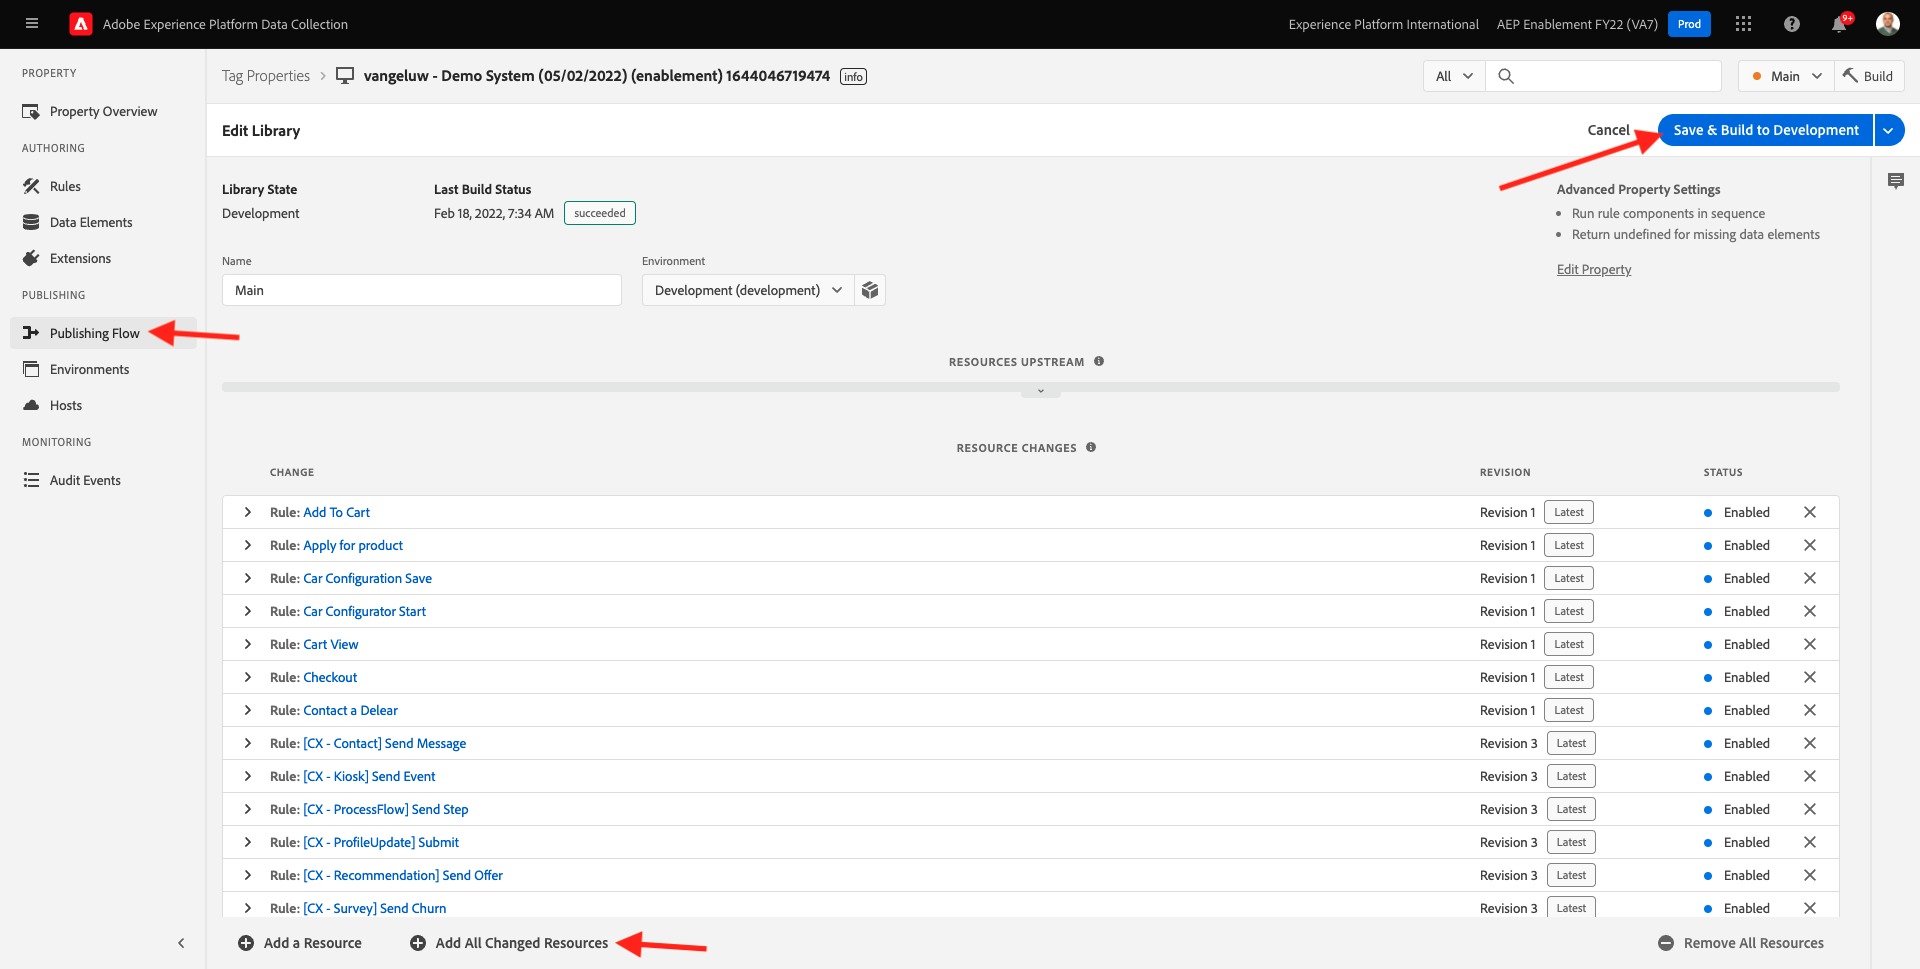 Adobe Experience Platform Data Collection
Experience Platform International
AEP Enablement FY22 (VA7)
Prod
9+
PROPERTY
Property Overview
AUTHORING
Rules
Data Elements
Extensions
PUBLISHING
Publishing Flow
Environments
Hosts
MONITORING
Audit Events
Tag Properties
vangeluw - Demo System (05/02/2022) (enablement) 1644046719474
info
All
Main
Build
Edit Library
Cancel
Save & Build to Development
Library State
Development
Last Build Status
Feb 18, 2022, 7:34 AM
succeeded
Advanced Property Settings
Run rule components in sequence
Return undefined for missing data elements
Edit Property
Name
Main
Environment
Development (development)
RESOURCES UPSTREAM
RESOURCE CHANGES
CHANGE REVISION STATUS
Rule: Add To Cart Revision 1 Latest Enabled
Rule: Apply for product Revision 1 Latest Enabled
Rule: Car Configuration Save Revision 1 Latest Enabled
Rule: Car Configurator Start Revision 1 Latest Enabled
Rule: Cart View Revision 1 Latest Enabled
Rule: Checkout Revision 1 Latest Enabled
Rule: Contact a Delear Revision 1 Latest Enabled
Rule: [CX - Contact] Send Message Revision 3 Latest Enabled
Rule: [CX - Kiosk] Send Event Revision 3 Latest Enabled
Rule: [CX - ProcessFlow] Send Step Revision 3 Latest Enabled
Rule: [CX - ProfileUpdate] Submit Revision 3 Latest Enabled
Rule: [CX - Recommendation] Send Offer Revision 3 Latest Enabled
Rule: [CX - Survey] Send Churn Revision 3 Latest Enabled
Add a Resource
Add All Changed Resources
Remove All Resources